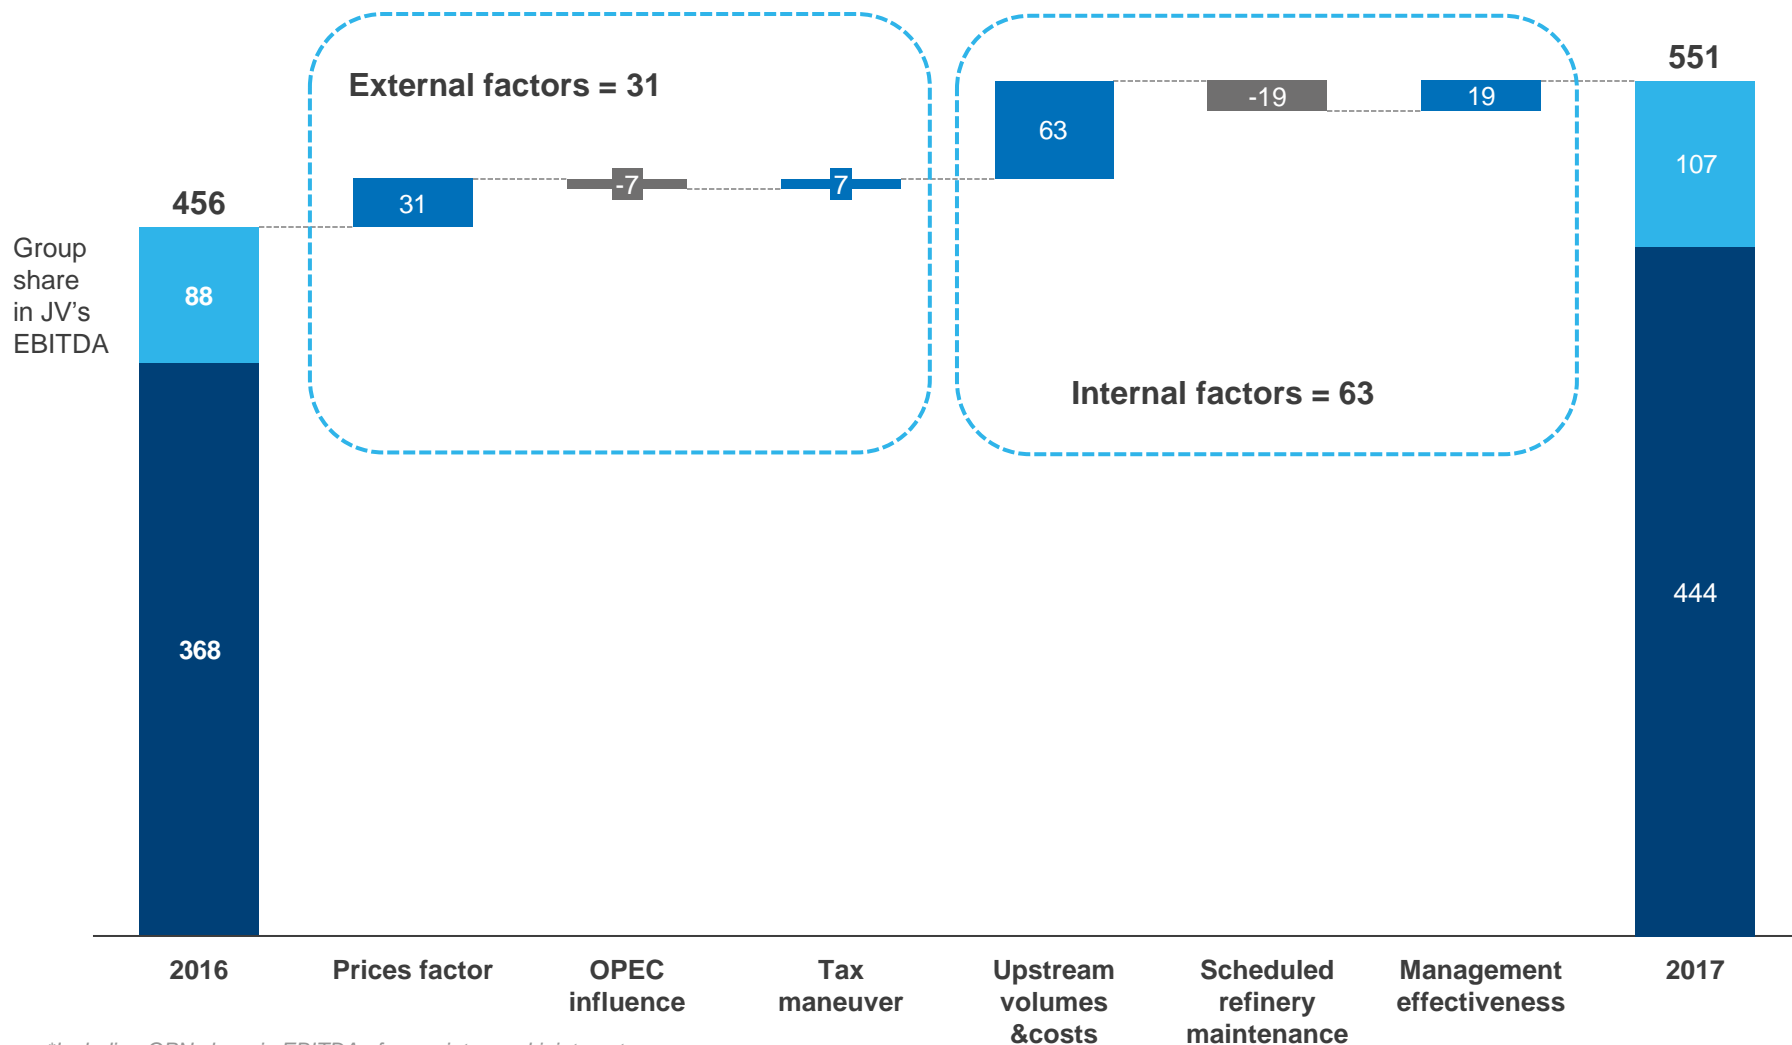 External factors = 31
Internal factors = 63
456
551
Group
share
in JV’s
EBITDA
88
368
31
-7
7
63
-19
19
107
444
2016
Prices factor
OPEC
influence
Tax
maneuver
Upstream
volumes
&costs
Scheduled
refinery
maintenance
Management
effectiveness
2017